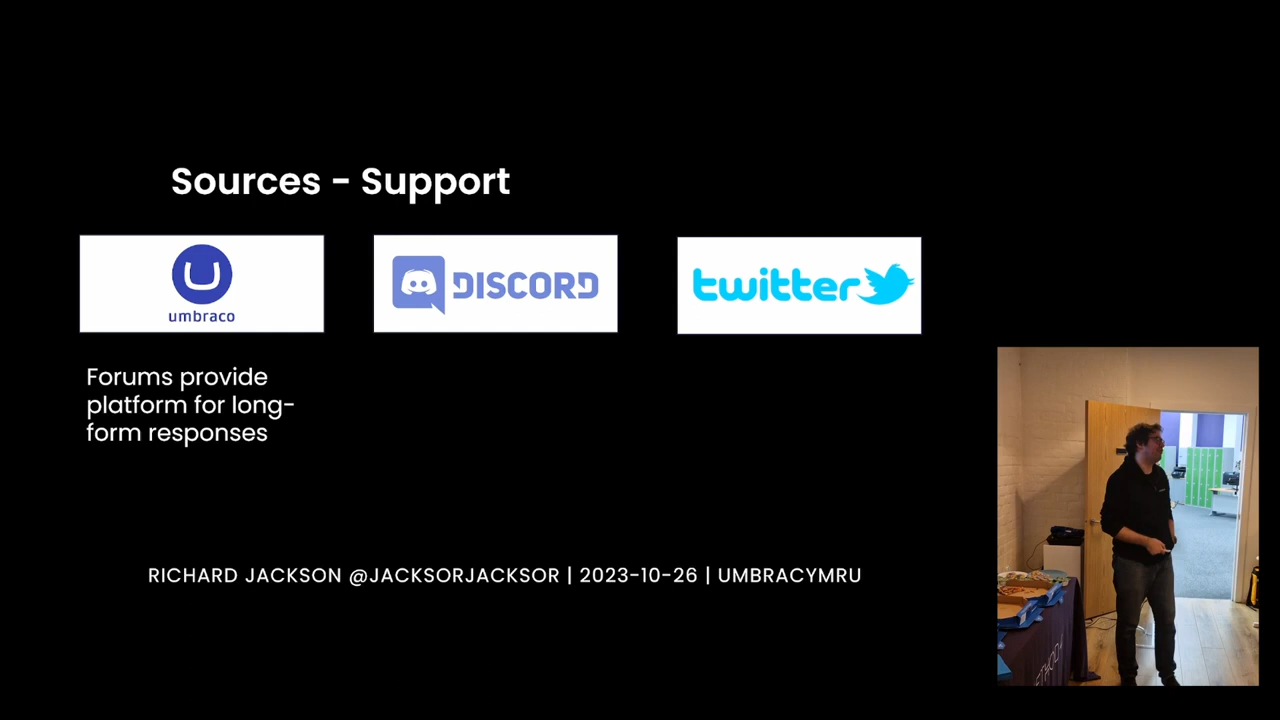 Sources - Support
umbraco
DISCORD
twitter
Forums provide
platform for long-
form responses
RICHARD JACKSON @JACKSORJACKSOR | 2023-10-26 | UMBRACYMRU